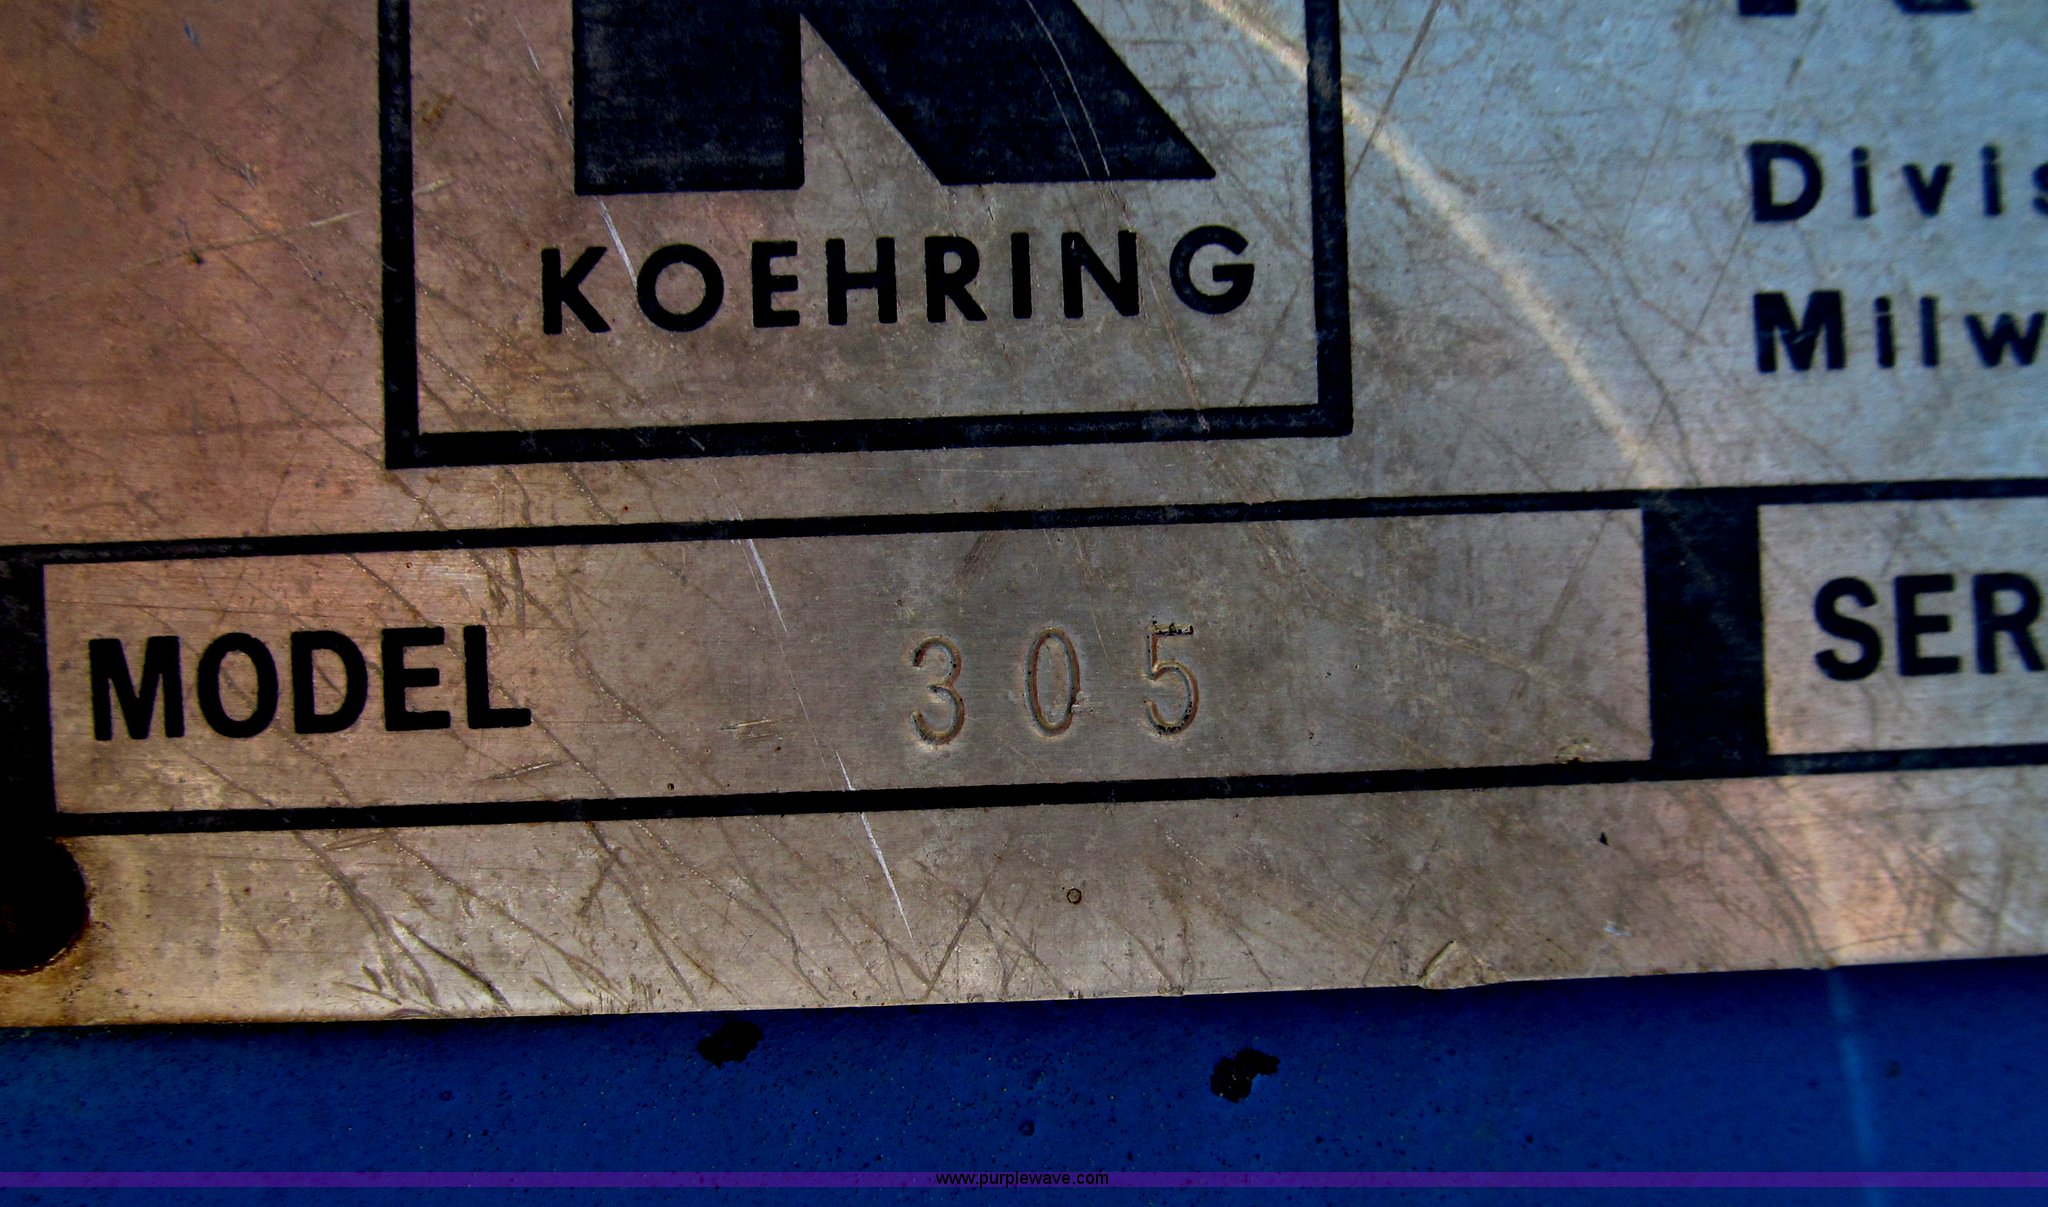 K
KOEHRING
Divis
Milw
MODEL 305
SER
www.purplewave.com